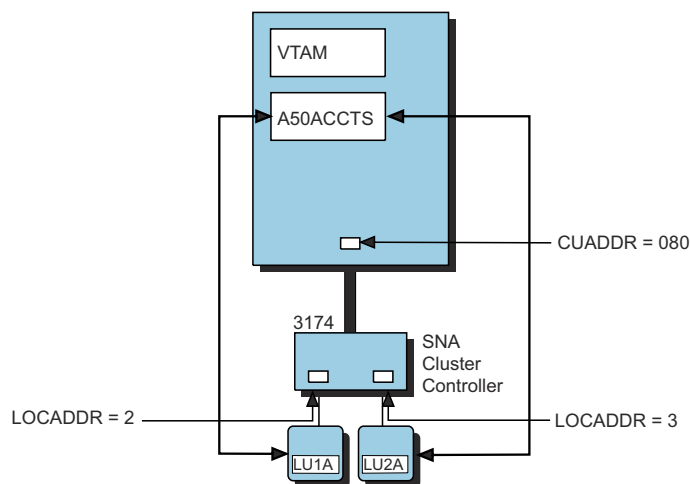 VTAM
A50ACCTS
CUADDR = 080
3174
SNA
Cluster
Controller
LOCADDR = 2
LOCADDR = 3
LU1A
LU2A